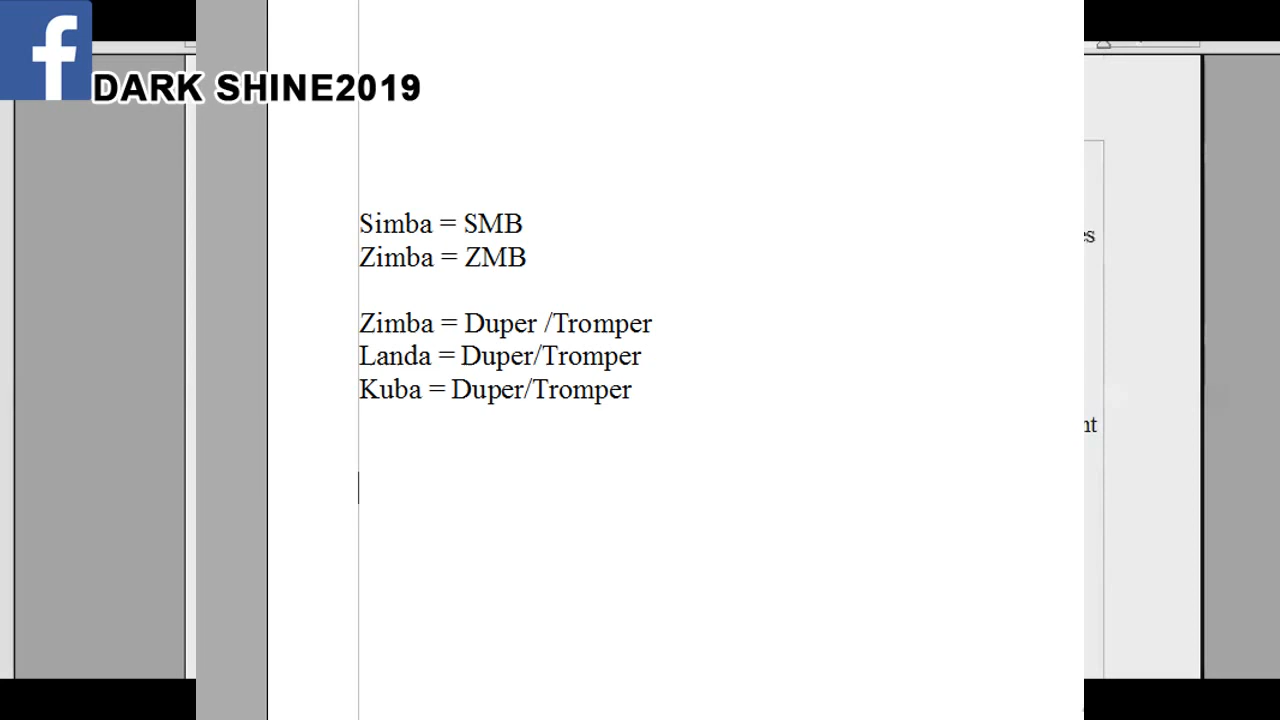 DARK SHINE2019
Simba = SMB
Zimba = ZMB
Zimba = Duper /Tromper
Landa = Duper/Tromper
Kuba = Duper/Tromper